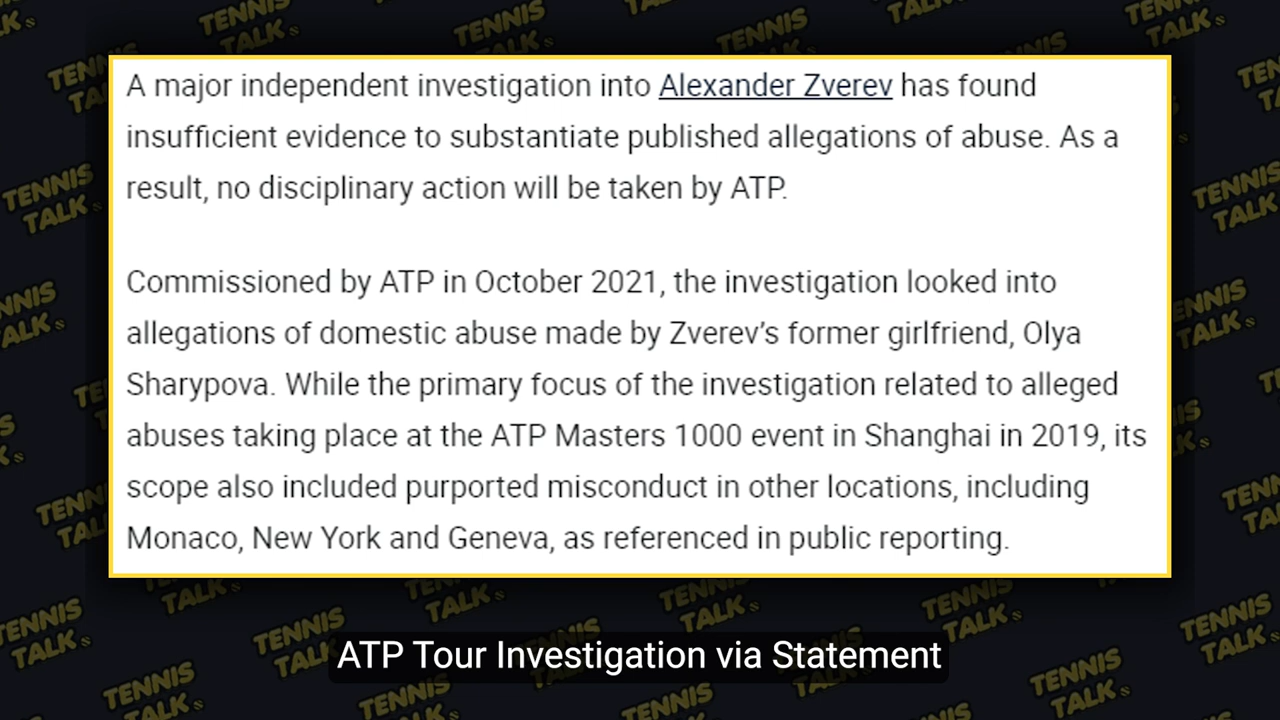 A major independent investigation into Alexander Zverev has found
insufficient evidence to substantiate published allegations of abuse. As a
result, no disciplinary action will be taken by ATP.
Commissioned by ATP in October 2021, the investigation looked into
allegations of domestic abuse made by Zverev’s former girlfriend, Olya
Sharypova. While the primary focus of the investigation related to alleged
abuses taking place at the ATP Masters 1000 event in Shanghai in 2019, its
scope also included purported misconduct in other locations, including
Monaco, New York and Geneva, as referenced in public reporting.
ATP Tour Investigation via Statement
TENNIS
TALK